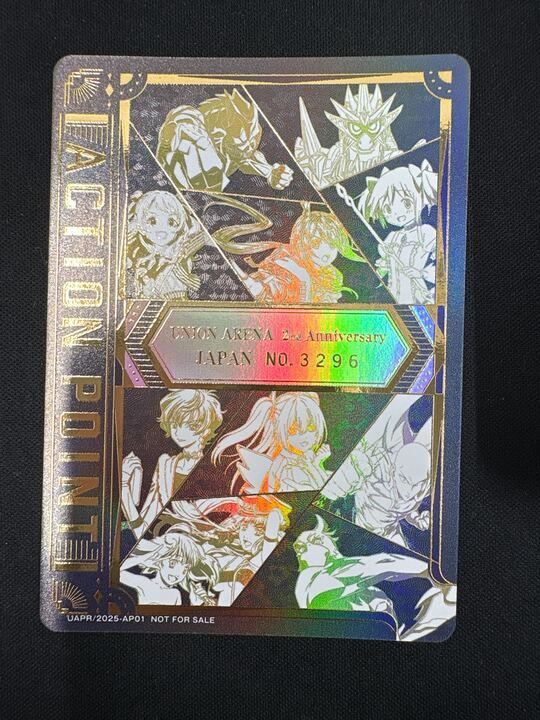 ACTION POINT
UNION ARENA 2nd Anniversary
JAPAN NO. 3296
UAPR/2025-AP01 NOT FOR SALE